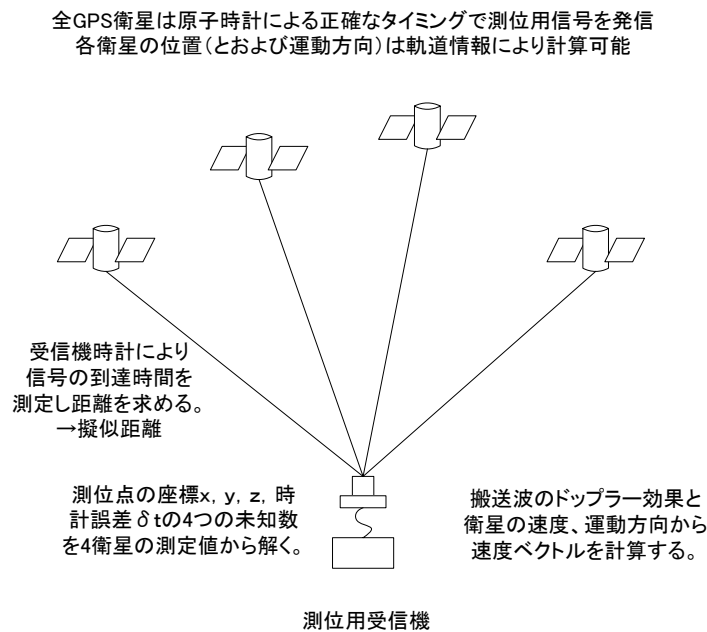 全GPS衛星は原子時計による正確なタイミングで測位用信号を発信
各衛星の位置(とおよび運動方向)は軌道情報により計算可能
受信機時計により
信号の到達時間を
測定し距離を求める。
→擬似距離
測位点の座標x, y, z, 時
計誤差δtの4つの未知数
を4衛星の測定値から解く。
搬送波のドップラー効果と
衛星の速度、運動方向から
速度ベクトルを計算する。
測位用受信機